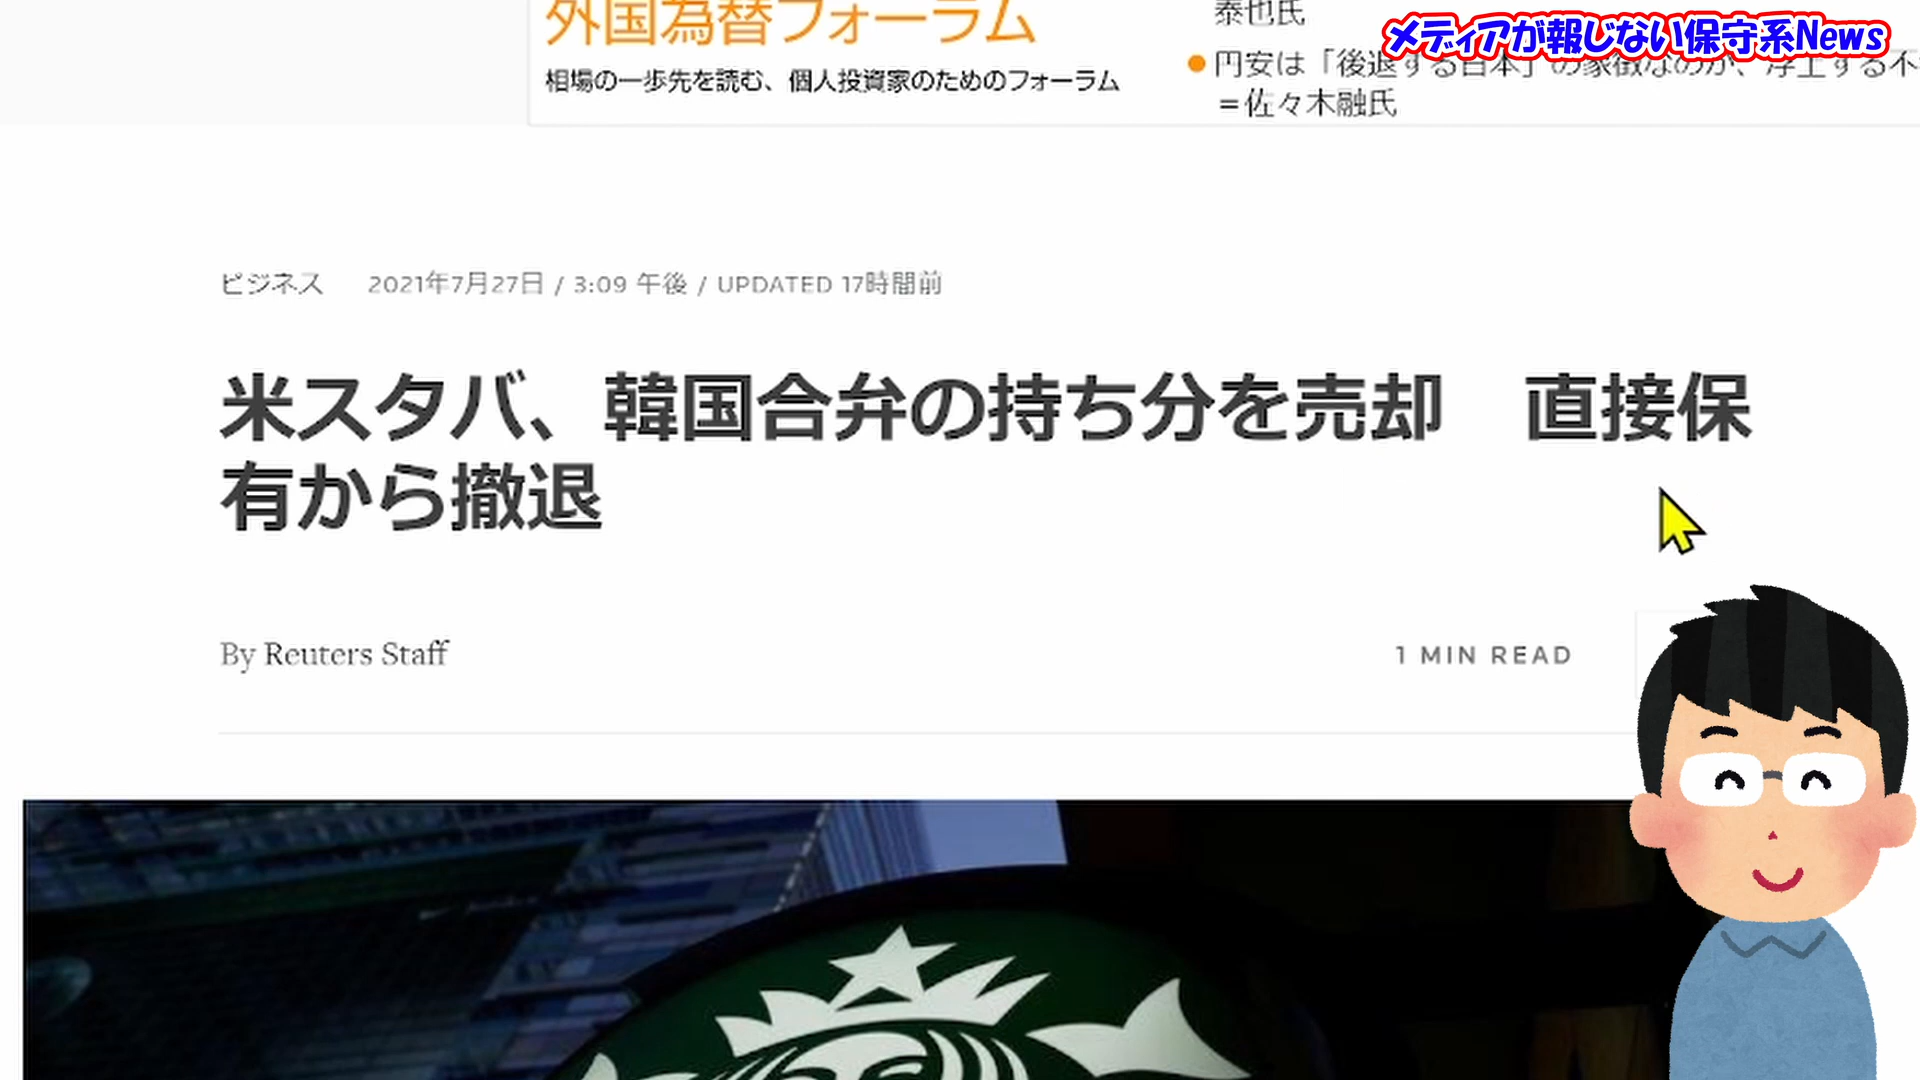 外国為替フォーラム
相場の一歩先を読む、個人投資家のためのフォーラム
泰也氏
円安は「後退する日本」の象徴なのか、浮上する不
＝佐々木融氏
メディアが報じない保守系News
ビジネス 2021年7月27日 / 3:09 午後 / UPDATED 17時間前
米スタバ、韓国合弁の持ち分を売却 直接保
有から撤退
By Reuters Staff
1 MIN READ